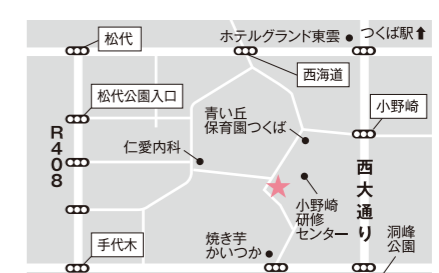 松代
ホテルグランド東雲
つくば駅⬆
西海道
松代公園入口
小野崎
青い丘
保育園つくば
R408
仁愛内科
西大通り
小野崎
研修
センター
洞峰
公園
手代木
焼き芋
かいつか